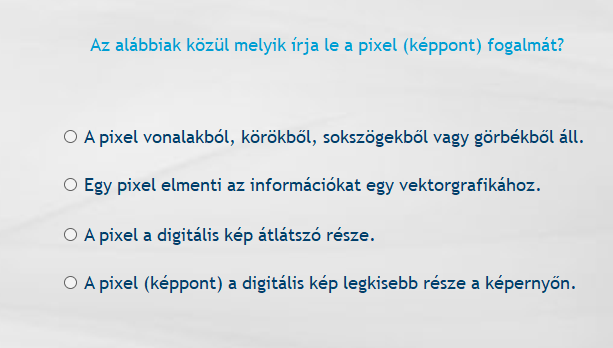 Az alábbiak közül melyik írja le a pixel (képpont) fogalmát?
A pixel vonalakból, körökből, sokszögekből vagy görbékből áll.
Egy pixel elmenti az információkat egy vektorgrafikához.
A pixel a digitális kép átlátszó része.
A pixel (képpont) a digitális kép legkisebb része a képernyőn.